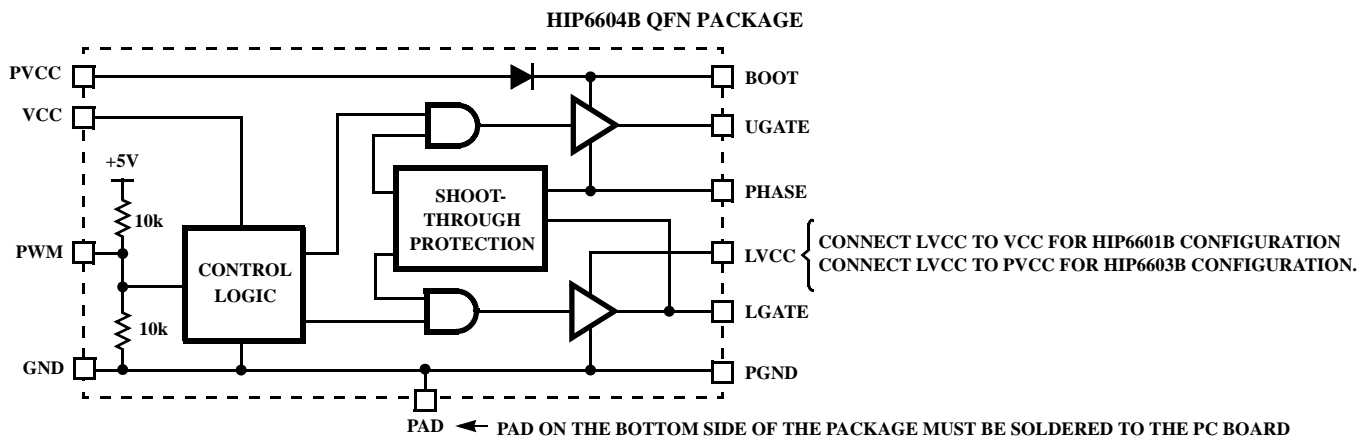 HIP6604B QFN PACKAGE
PVCC
BOOT
VCC
UGATE
+5V
10k
SHOOT-
THROUGH
PROTECTION
PHASE
PWM
CONTROL
LOGIC
LVCC
CONNECT LVCC TO VCC FOR HIP6601B CONFIGURATION
CONNECT LVCC TO PVCC FOR HIP6603B CONFIGURATION.
10k
LGATE
GND
PGND
PAD
PAD ON THE BOTTOM SIDE OF THE PACKAGE MUST BE SOLDERED TO THE PC BOARD